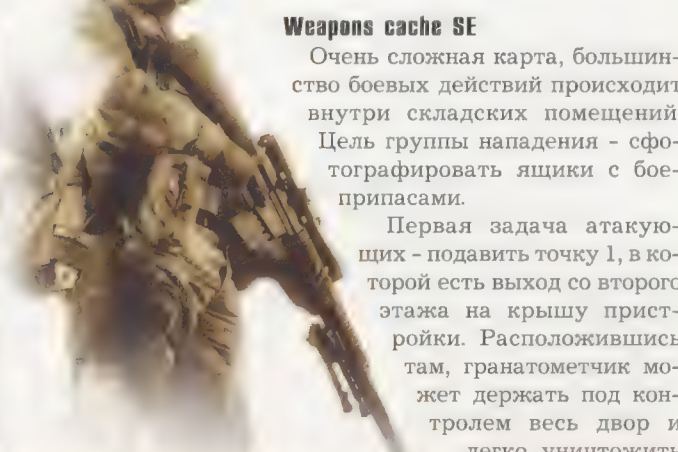 Weapons cache SE
Очень сложная карта, большин-
ство боевых действий происходит
внутри складских помещений
Цель группы нападения - сфо-
тографировать ящики с бое-
припасами.
Первая задача атакую-
щих - подавить точку 1, в ко-
торой есть выход со второго
этажа на крышу прист-
ройки. Расположившись
там, гранатометчик мо-
жет держать под кон-
тролем весь двор и
легко уничтожить